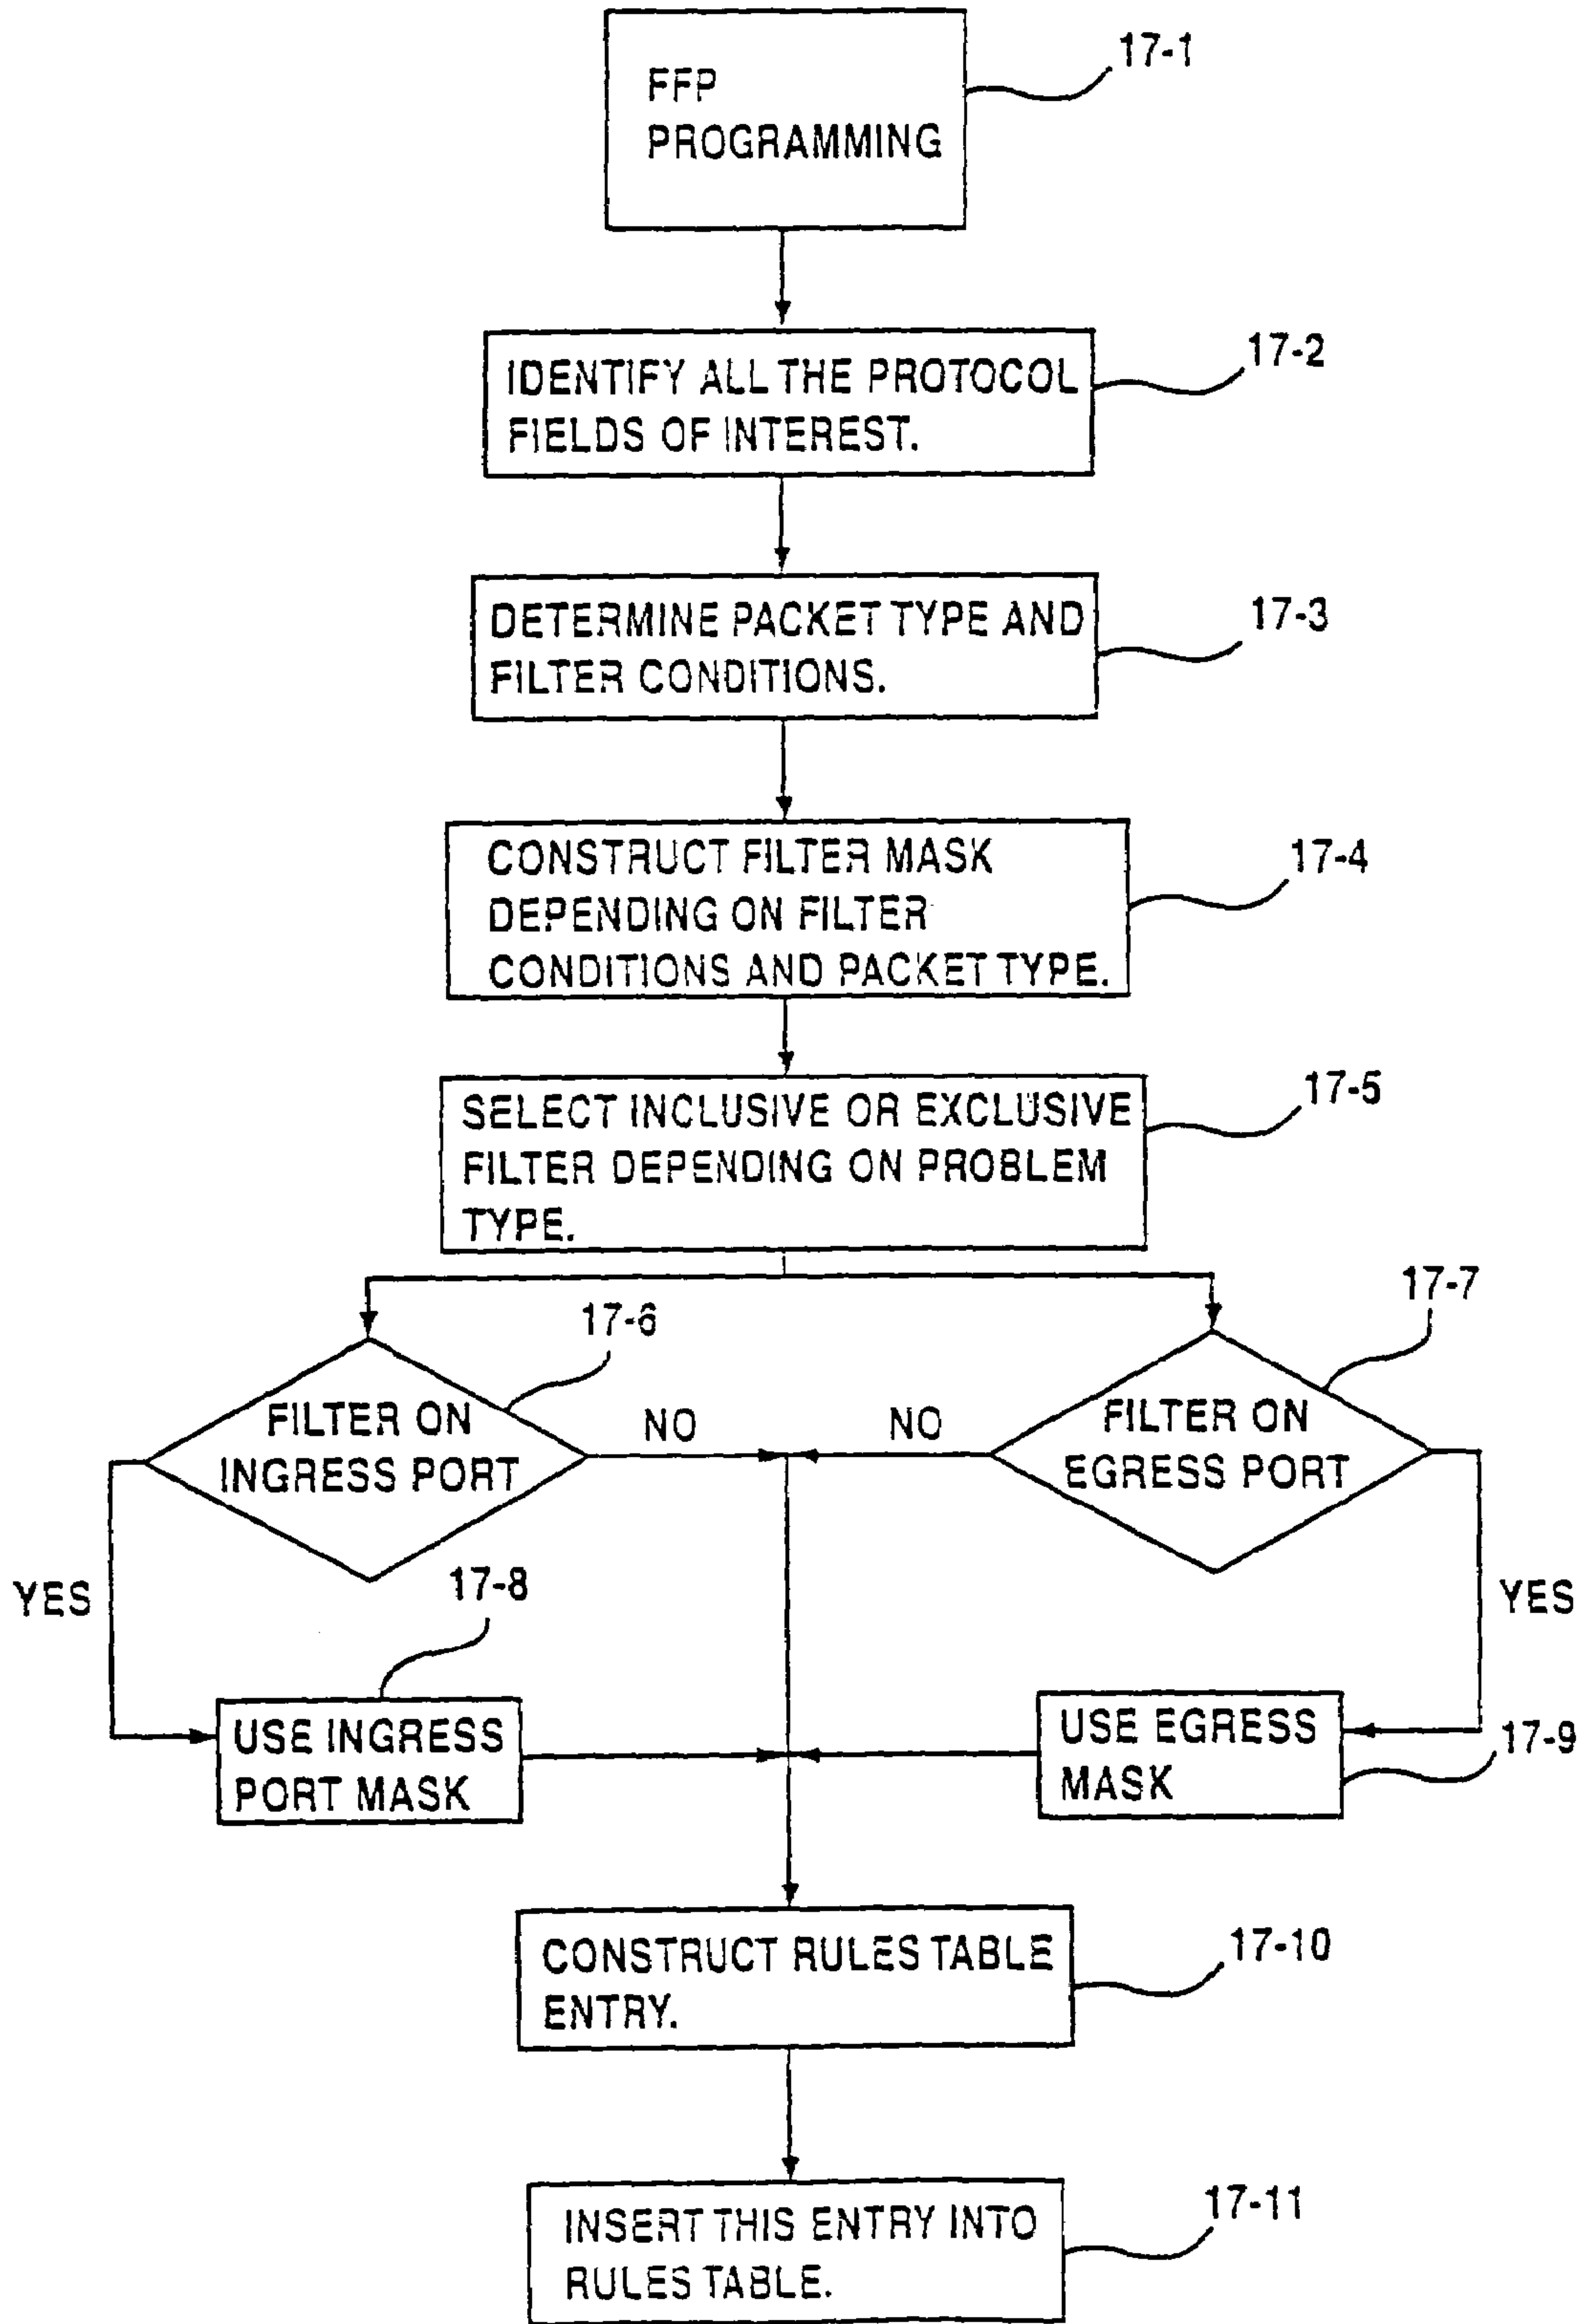 FFP
PROGRAMMING
17-1
IDENTIFY ALL THE PROTOCOL
FIELDS OF INTEREST.
17-2
DETERMINE PACKET TYPE AND
FILTER CONDITIONS.
17-3
CONSTRUCT FILTER MASK
DEPENDING ON FILTER
CONDITIONS AND PACKET TYPE.
17-4
SELECT INCLUSIVE OR EXCLUSIVE
FILTER DEPENDING ON PROBLEM
TYPE.
17-5
FILTER ON
INGRESS PORT
17-6
NO
NO
FILTER ON
EGRESS PORT
17-7
YES
YES
USE INGRESS
PORT MASK
17-8
USE EGRESS
MASK
17-9
CONSTRUCT RULES TABLE
ENTRY.
17-10
INSERT THIS ENTRY INTO
RULES TABLE.
17-11